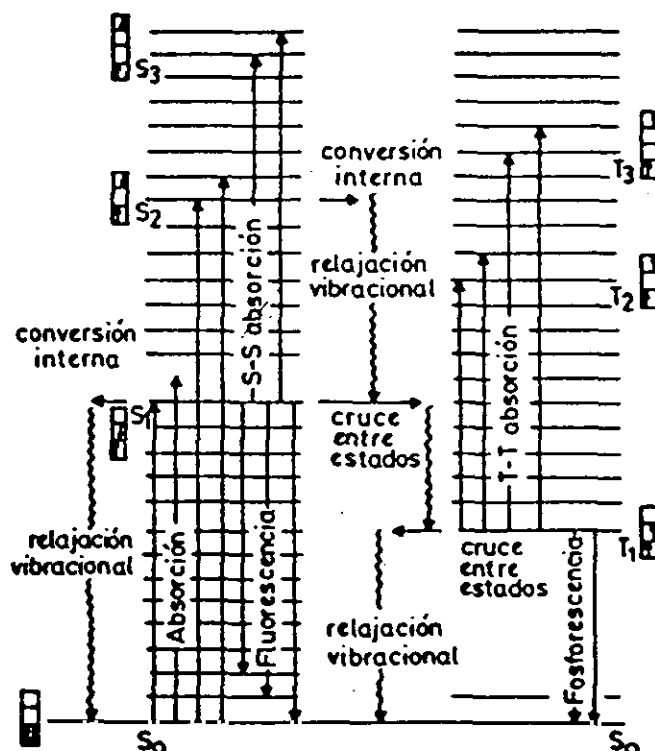 S3
S2
S-S absorción
conversión
interna
relajación
vibracional
T3
T2
T-T absorción
conversión
interna
S1
cruce
entre
estados
relajación
vibracional
Absorción
Fluorescencia
T1
cruce
entre
estados
relajación
vibracional
Fosforescencia
S0
S0